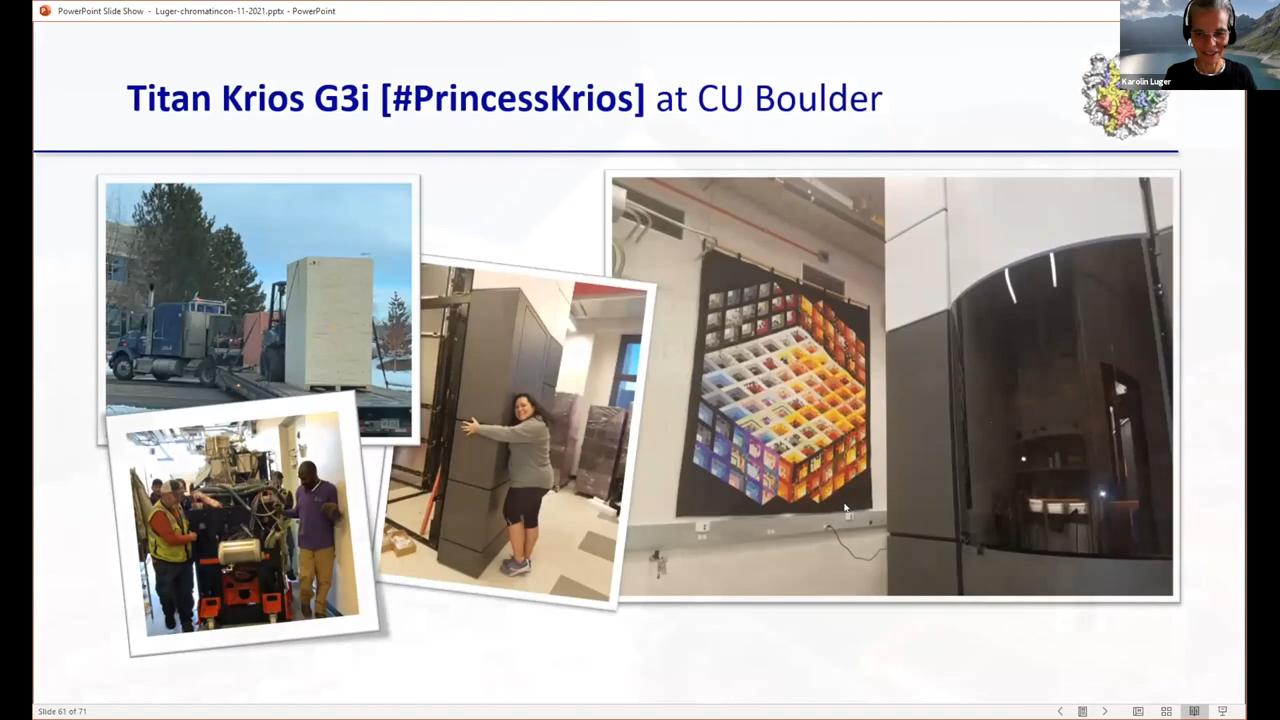 PowerPoint Slide Show - Luger-chromatincon-11-2021.pptx - PowerPoint
Karolin Luger
Titan Krios G3i [#PrincessKrios] at CU Boulder
Slide 61 of 71